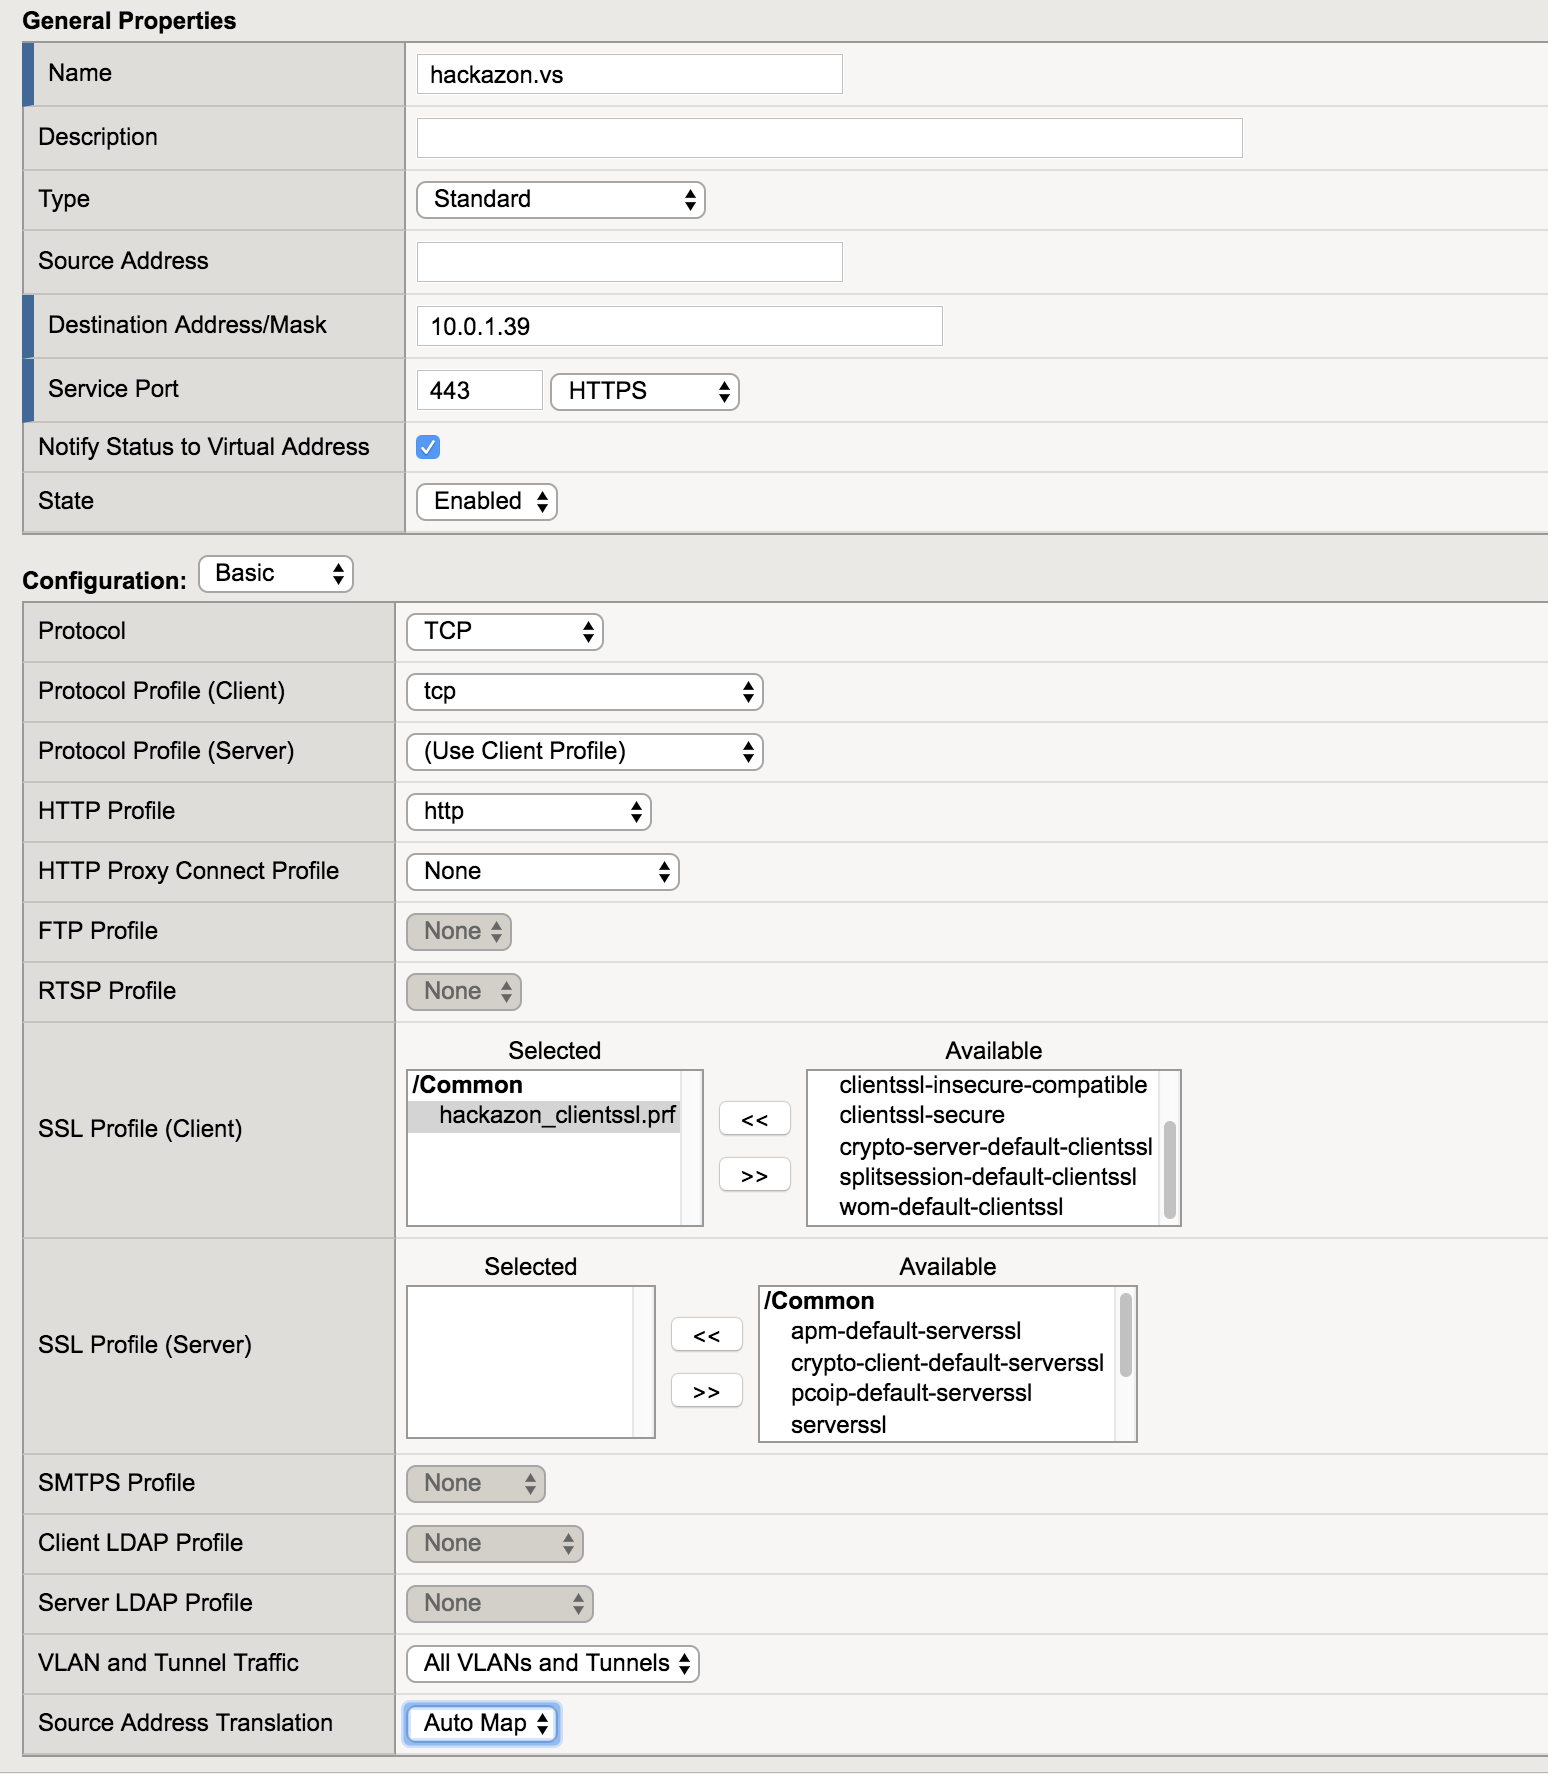 General Properties
Name hackazon.vs
Description
Type Standard
Source Address
Destination Address/Mask 10.0.1.39
Service Port 443 HTTPS
Notify Status to Virtual Address
State Enabled
Configuration: Basic
Protocol TCP
Protocol Profile (Client) tcp
Protocol Profile (Server) (Use Client Profile)
HTTP Profile http
HTTP Proxy Connect Profile None
FTP Profile None
RTSP Profile None
SSL Profile (Client)
Selected
/Common
hackazon_clientssl.prf
<<
>>
Available
clientssl-insecure-compatible
clientssl-secure
crypto-server-default-clientssl
splitsession-default-clientssl
wom-default-clientssl
SSL Profile (Server)
Selected
<<
>>
Available
/Common
apm-default-serverssl
crypto-client-default-serverssl
pcoip-default-serverssl
serverssl
SMTPS Profile None
Client LDAP Profile None
Server LDAP Profile None
VLAN and Tunnel Traffic All VLANs and Tunnels
Source Address Translation Auto Map